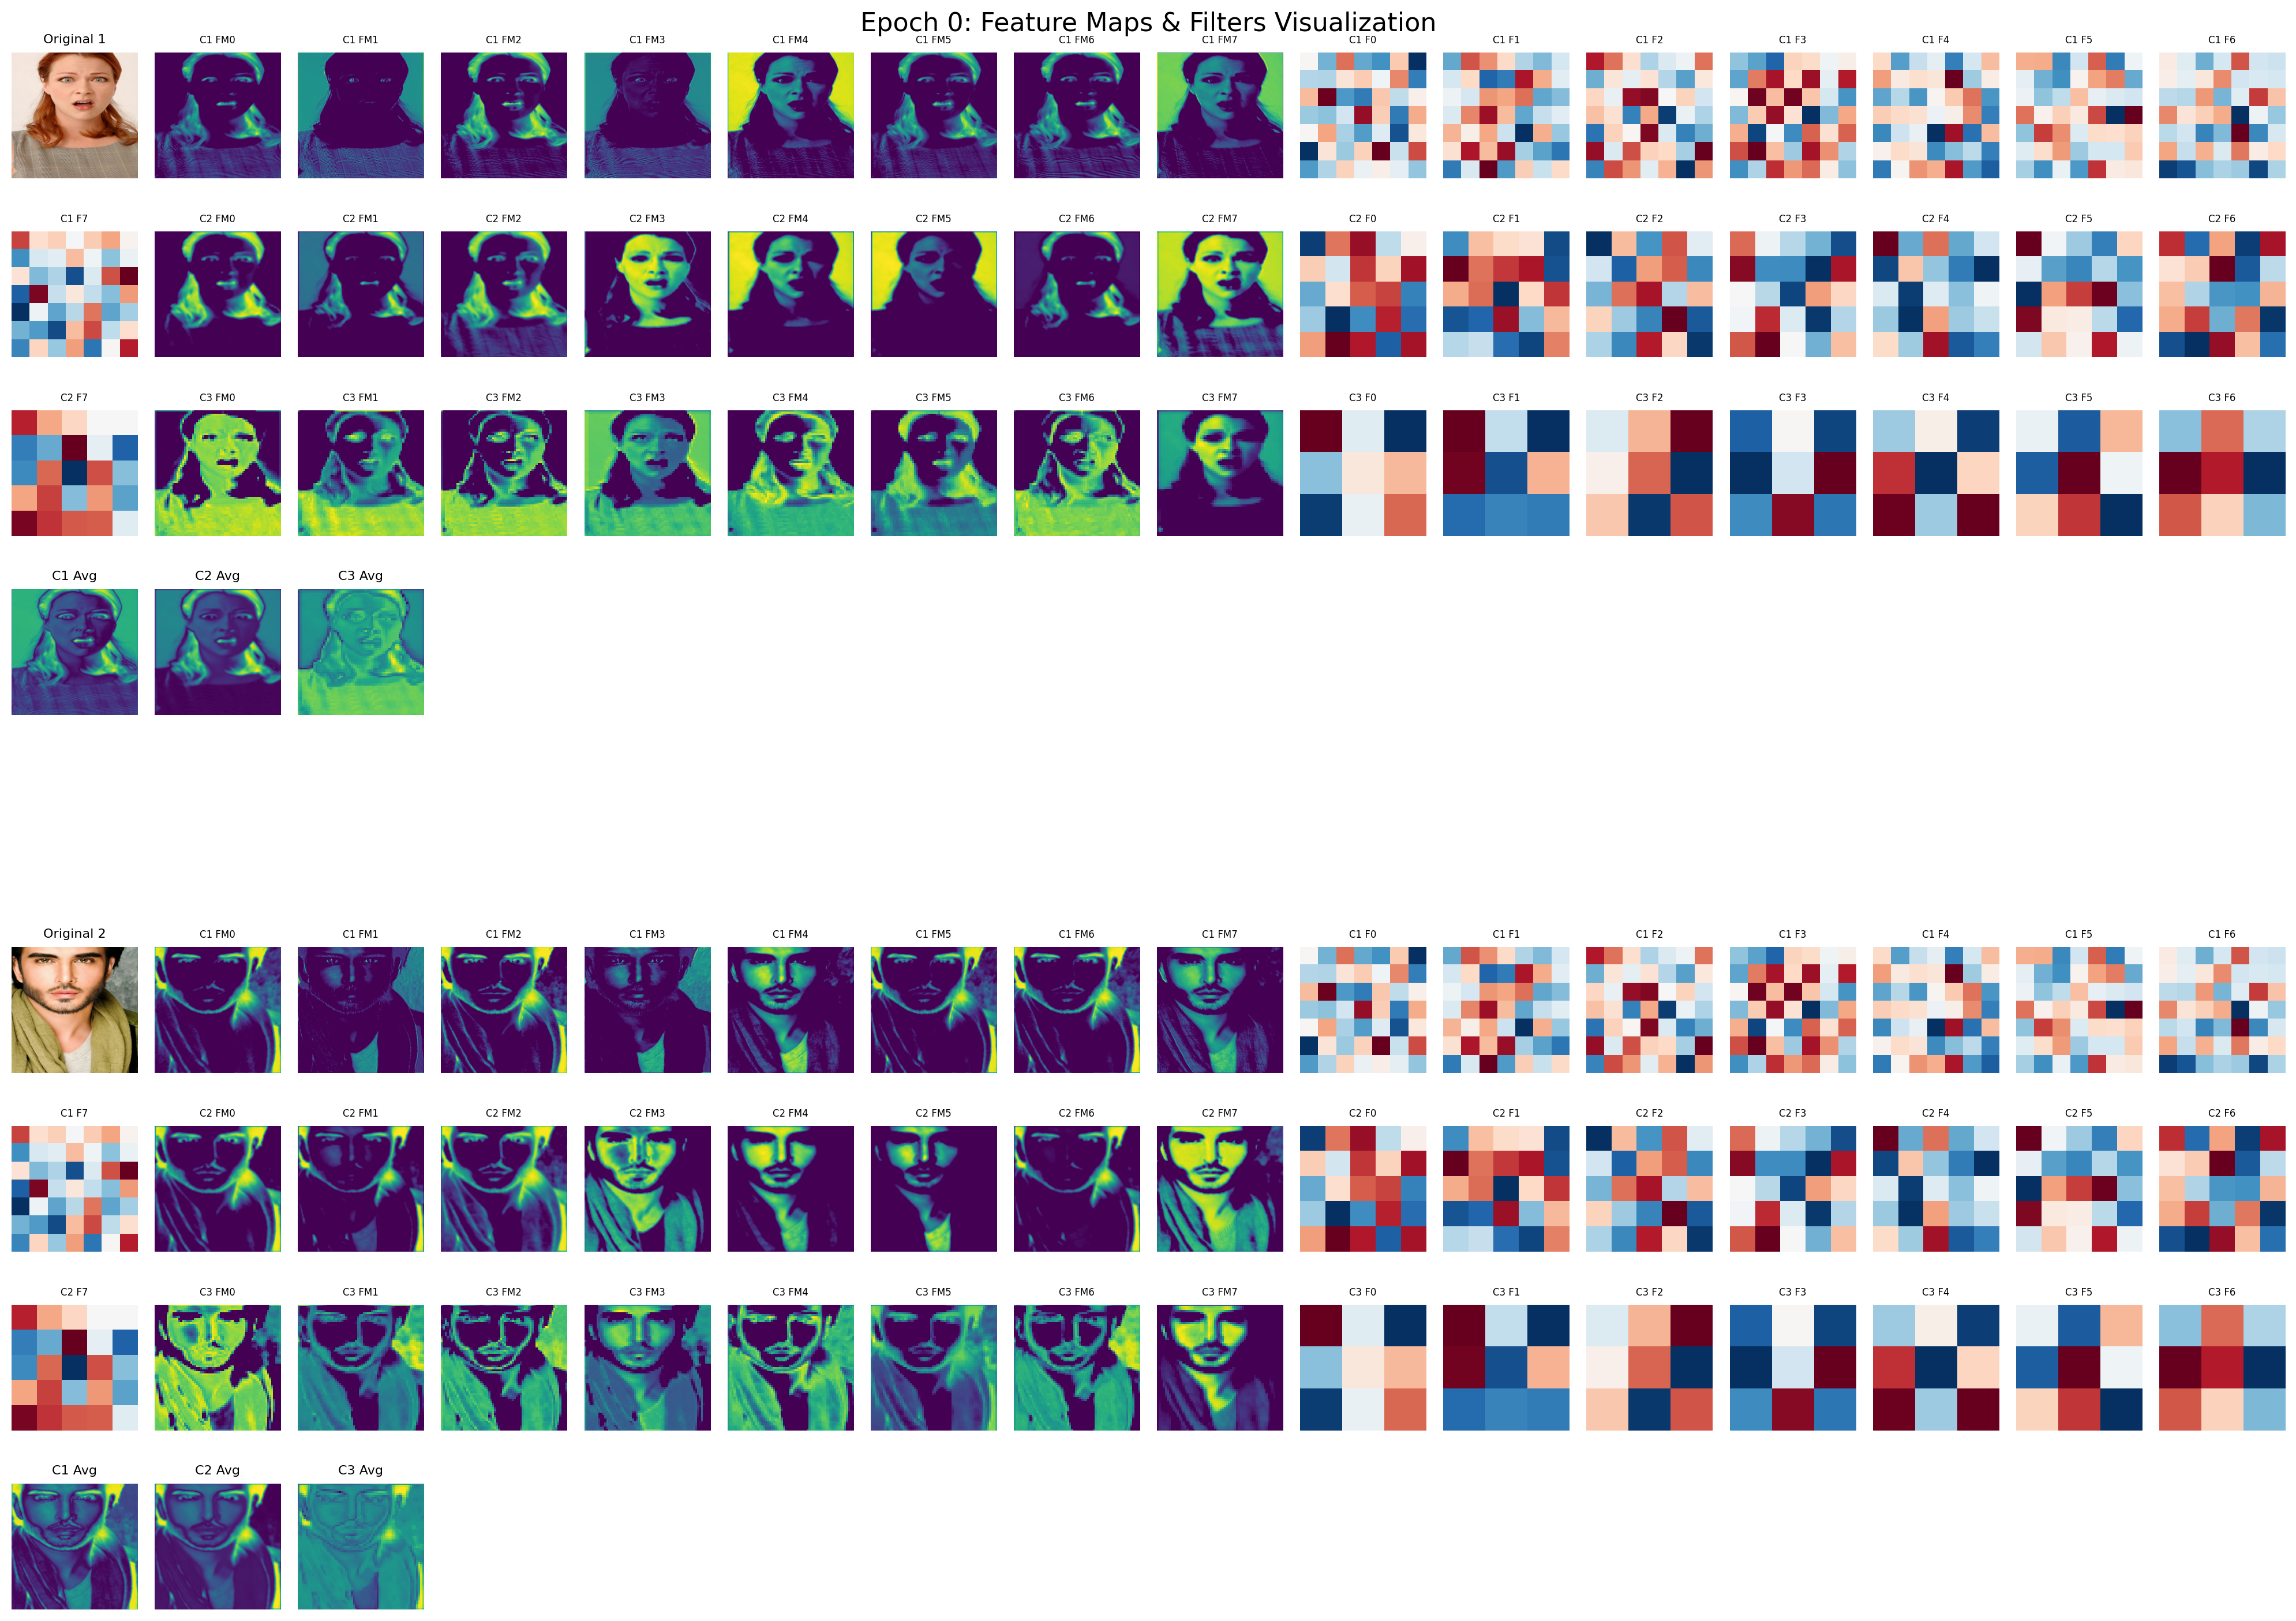 Epoch 0: Feature Maps & Filters Visualization
Original 1 C1 FM0 C1 FM1 C1 FM2 C1 FM3 C1 FM4 C1 FM5 C1 FM6 C1 FM7 C1 F0 C1 F1 C1 F2 C1 F3 C1 F4 C1 F5 C1 F6
C1 F7 C2 FM0 C2 FM1 C2 FM2 C2 FM3 C2 FM4 C2 FM5 C2 FM6 C2 FM7 C2 F0 C2 F1 C2 F2 C2 F3 C2 F4 C2 F5 C2 F6
C2 F7 C3 FM0 C3 FM1 C3 FM2 C3 FM3 C3 FM4 C3 FM5 C3 FM6 C3 FM7 C3 F0 C3 F1 C3 F2 C3 F3 C3 F4 C3 F5 C3 F6
C1 Avg C2 Avg C3 Avg
Original 2 C1 FM0 C1 FM1 C1 FM2 C1 FM3 C1 FM4 C1 FM5 C1 FM6 C1 FM7 C1 F0 C1 F1 C1 F2 C1 F3 C1 F4 C1 F5 C1 F6
C1 F7 C2 FM0 C2 FM1 C2 FM2 C2 FM3 C2 FM4 C2 FM5 C2 FM6 C2 FM7 C2 F0 C2 F1 C2 F2 C2 F3 C2 F4 C2 F5 C2 F6
C2 F7 C3 FM0 C3 FM1 C3 FM2 C3 FM3 C3 FM4 C3 FM5 C3 FM6 C3 FM7 C3 F0 C3 F1 C3 F2 C3 F3 C3 F4 C3 F5 C3 F6
C1 Avg C2 Avg C3 Avg